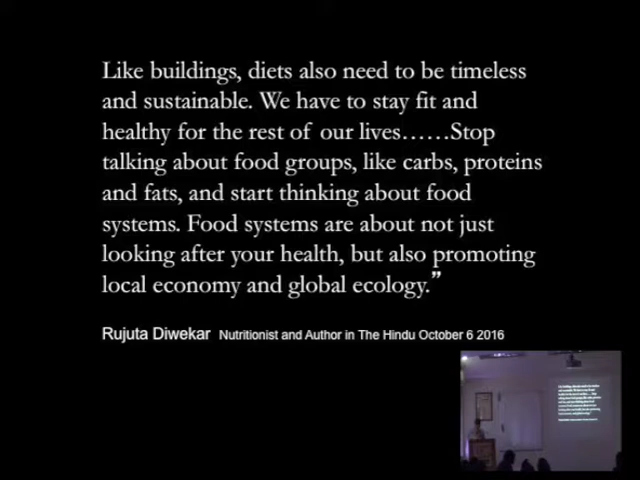 Like buildings, diets also need to be timeless
and sustainable. We have to stay fit and
healthy for the rest of our lives……Stop
talking about food groups, like carbs, proteins
and fats, and start thinking about food
systems. Food systems are about not just
looking after your health, but also promoting
local economy and global ecology.”
Rujuta Diwekar Nutritionist and Author in The Hindu October 6 2016